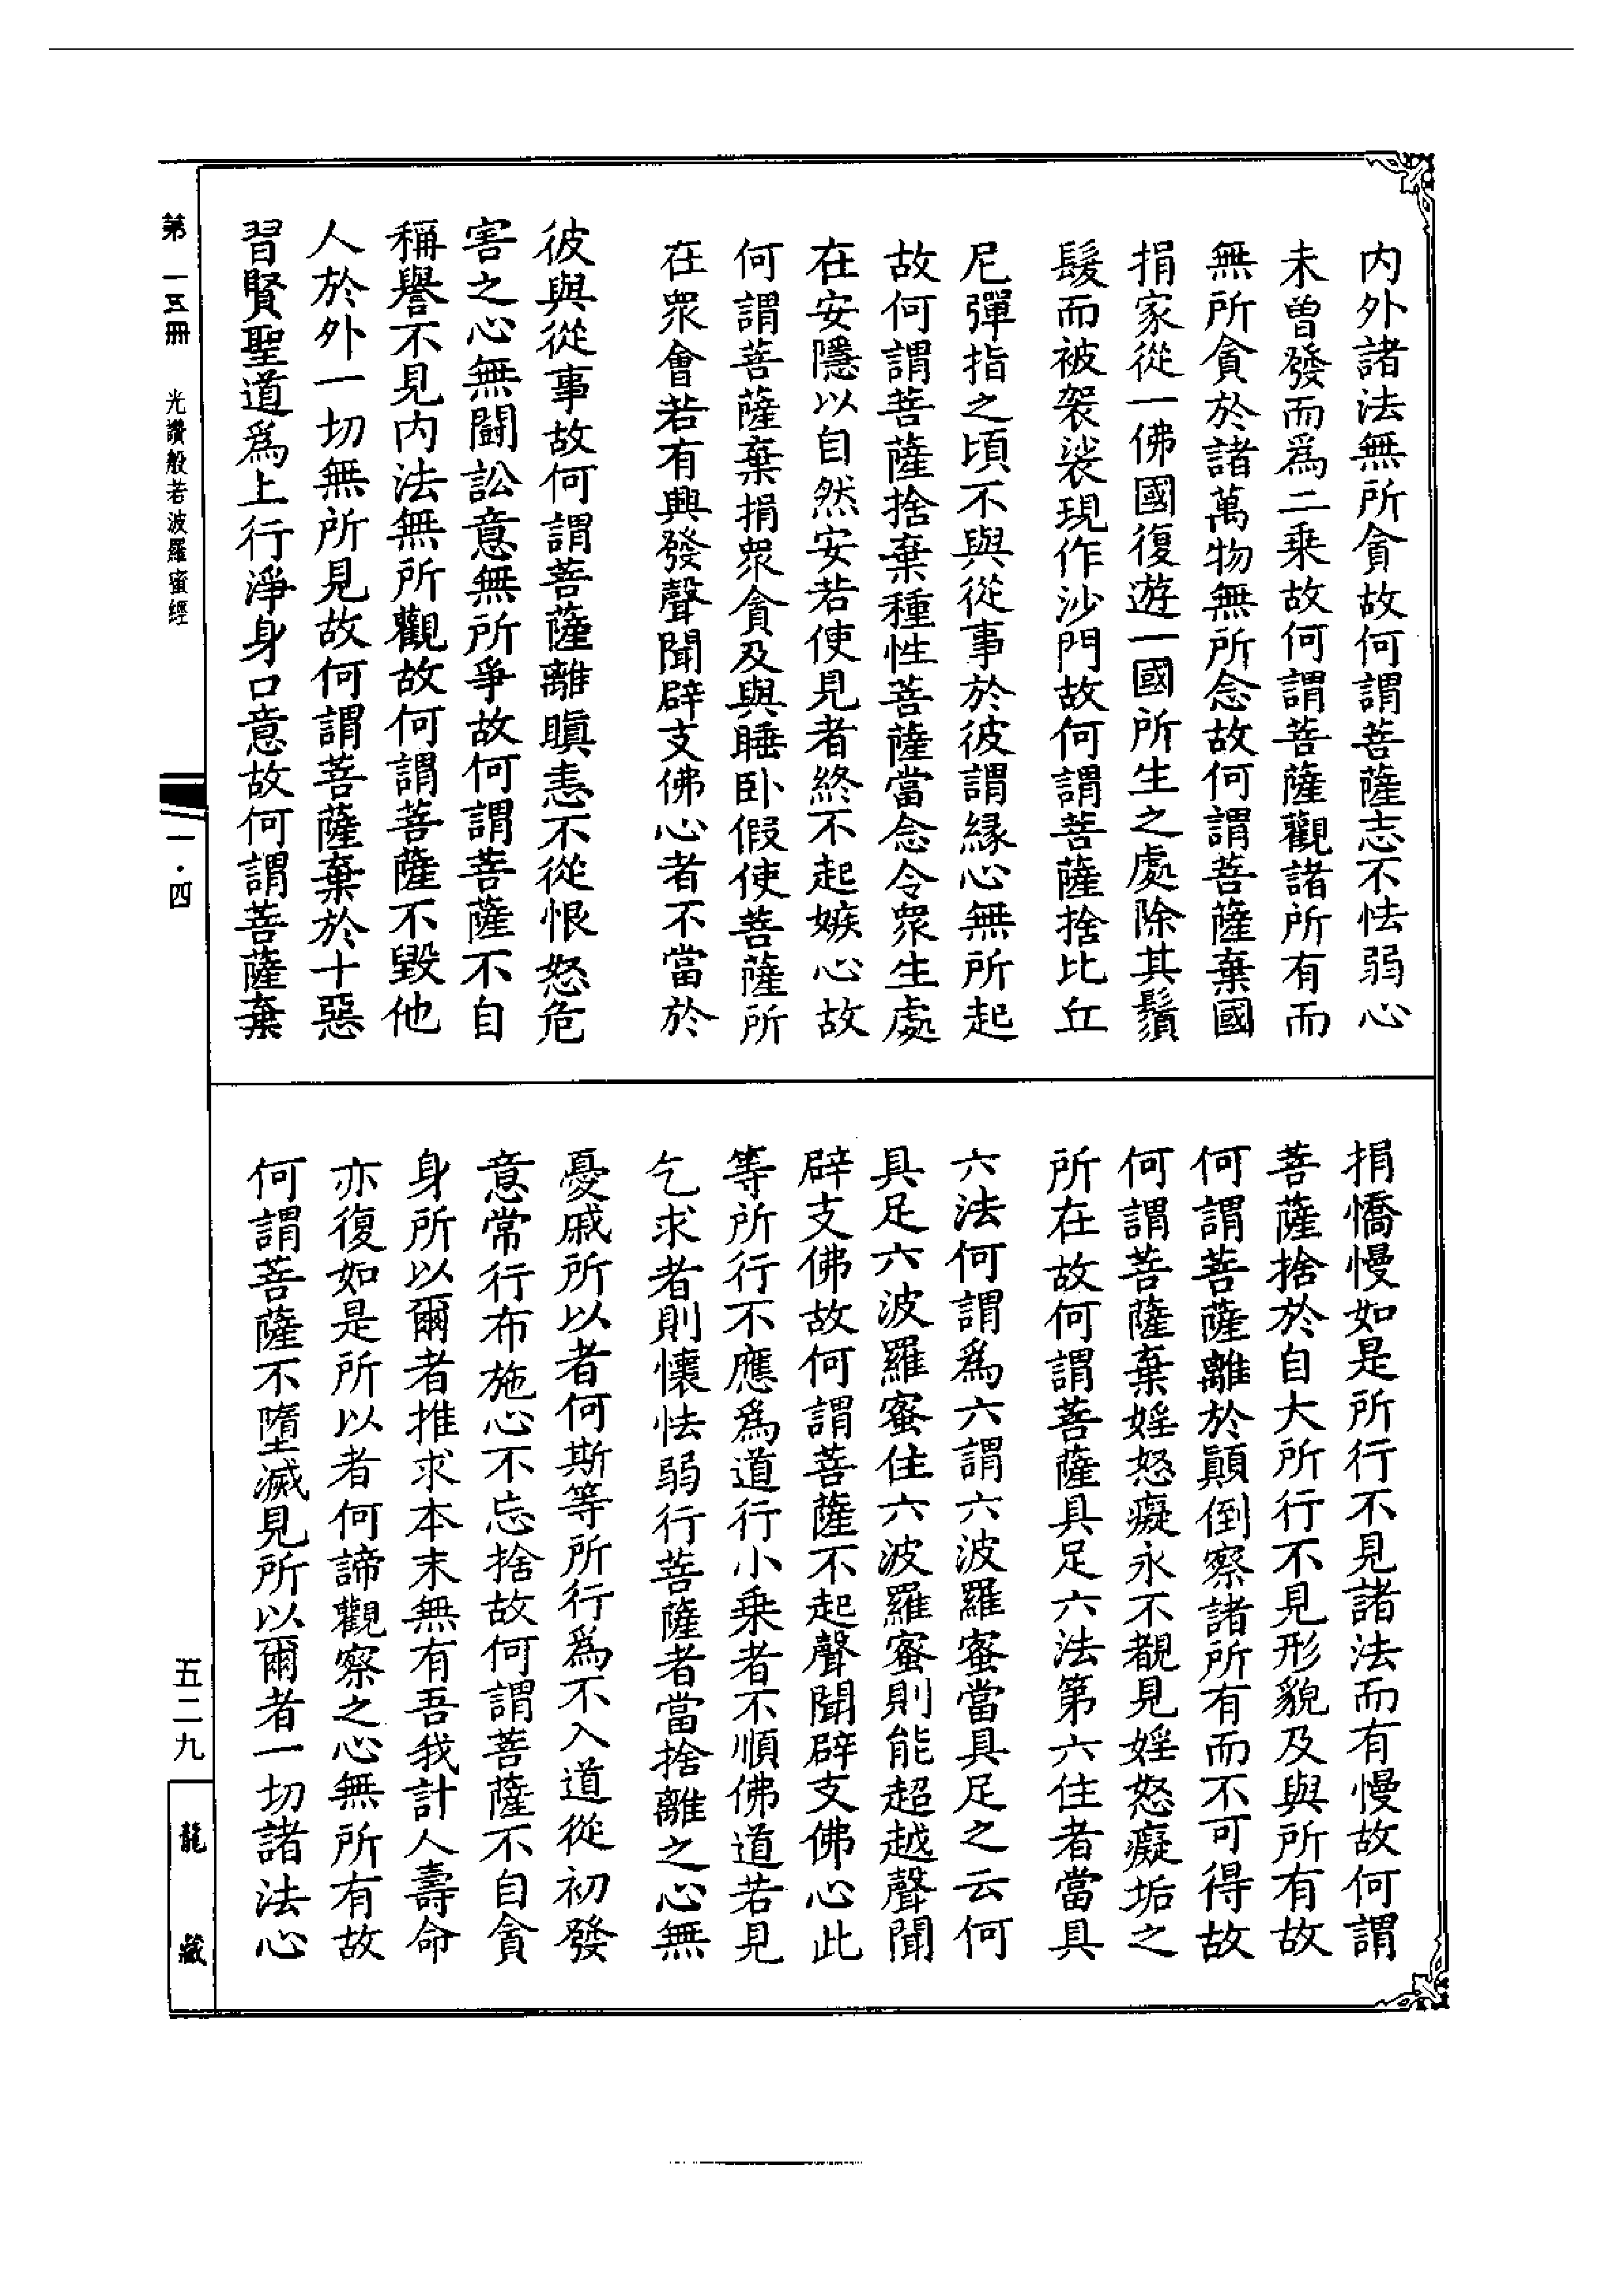 内外諸法無所貪故何謂菩薩志不怯弱心
未曾發而為二乗故何謂菩薩觀諸所有而
無所貪於諸萬物無所念故何謂菩薩棄國
捐家從一佛國復遊一國所生之處除其鬚
髮而被袈裟現作沙門故何謂菩薩捨比丘
尼彈指之頃不與從事於彼謂縁心無所起
故何謂菩薩捨棄種性菩薩當念令衆生處
在安隱以自然安若使見者終不起嫉心故
何謂菩薩棄捐衆貪及與睡卧假使菩薩所
在衆會若有興發聲聞辟支佛心者不當於
彼與從事故何謂菩薩離瞋恚不從恨怒危
害之心無闘訟意無所爭故何謂菩薩不自
稱譽不見内法無所觀故何謂菩薩不毀他
人於外一切無所見故何謂菩薩棄於十惡
習賢聖道為上行淨身口意故何謂菩薩棄
捐憍慢如是所行不見諸法而有慢故何謂
菩薩捨於自大所行不見形貌及與所有故
何謂菩薩離於顛倒察諸所有而不可得故
何謂菩薩棄婬怒癡永不覩見婬怒癡垢之
所在故何謂菩薩具足六法第六住者當具
六法何謂為六謂六波羅蜜當具足之云何
具足六波羅蜜住六波羅蜜則能超越聲聞
辟支佛故何謂菩薩不起聲聞辟支佛心此
等所行不應為道行小乗者不順佛道若見
乞求者則懷怯弱行菩薩者當捨離之心無
憂戚所以者何斯等所行為不入道從初發
意常行布施心不忘捨故何謂菩薩不自貪
身所以爾者推求本末無有吾我計人壽命
亦復如是所以者何諦觀察之心無所有故
何謂菩薩不墮滅見所以爾者一切諸法心
第一五冊 光讚般若波羅蜜經 一·四
五二九
龍藏